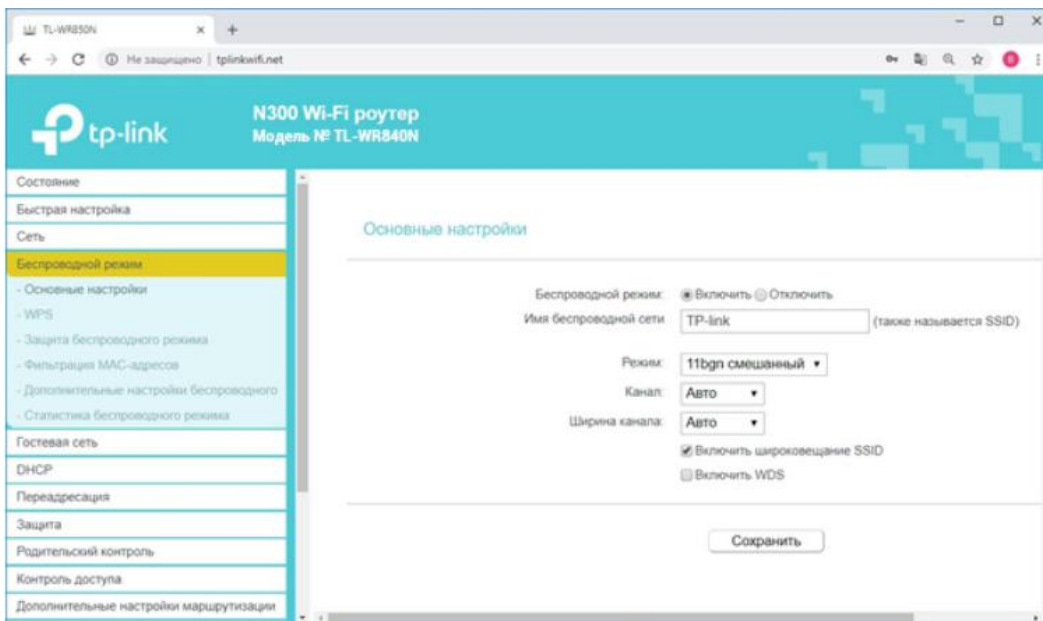 TL-WR850N
Не защищено | tplinkwifi.net
tp-link
N300 Wi-Fi роутер
Модель № TL-WR840N
Состояние
Быстрая настройка
Сеть
Беспроводной режим
- Основные настройки
- WPS
- Защита беспроводного режима
- Фильтрация MAC-адресов
- Дополнительные настройки беспроводного
- Статистика беспроводного режима
Гостевая сеть
DHCP
Переадресация
Защита
Родительский контроль
Контроль доступа
Дополнительные настройки маршрутизации
Основные настройки
Беспроводной режим: Включить Отключить
Имя беспроводной сети TP-link (также называется SSID)
Режим: 11bgn смешанный
Канал: Авто
Ширина канала: Авто
Включить широковещание SSID
Включить WDS
Сохранить